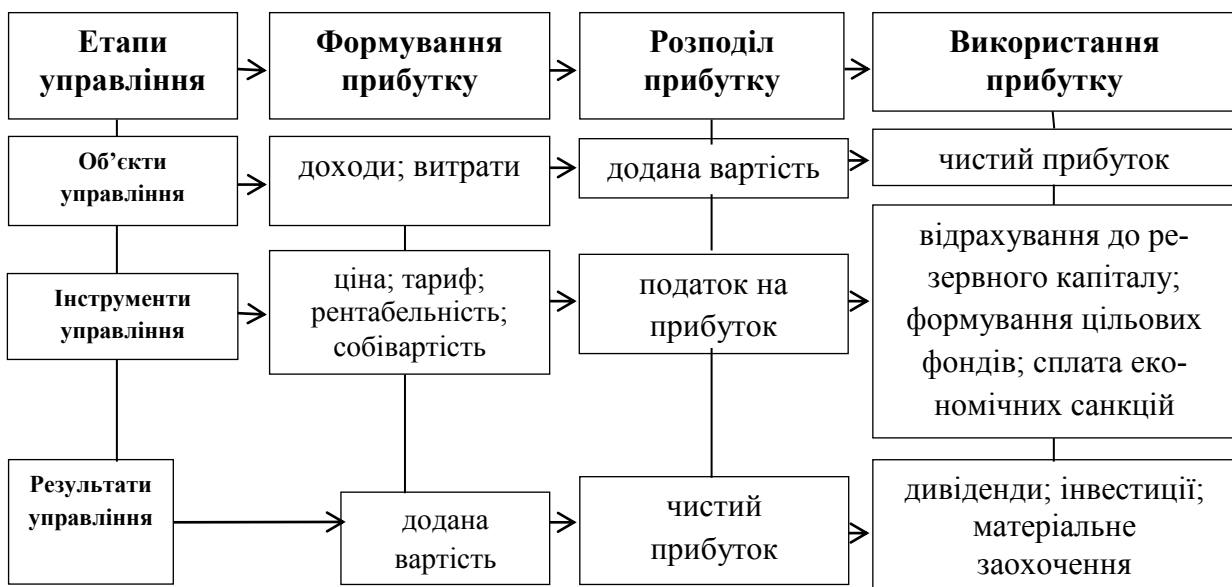 Етапи
управління
Формування
прибутку
Розподіл
прибутку
Використання
прибутку
Об’єкти
управління
доходи; витрати
додана вартість
чистий прибуток
Інструменти
управління
ціна; тариф;
рентабельність;
собівартість
податок на
прибуток
відрахування до ре-
зервного капіталу;
формування цільових
фондів; сплата еко-
номічних санкцій
Результати
управління
додана
вартість
чистий
прибуток
дивіденди; інвестиції;
матеріальне
заохочення